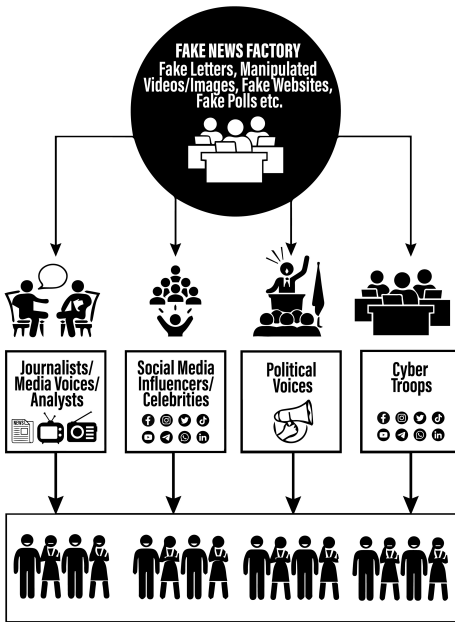 FAKE NEWS FACTORY
Fake Letters, Manipulated
Videos/Images, Fake Websites,
Fake Polls etc.
Journalists/
Media Voices/
Analysts
NEWS
Social Media
Influencers/
Celebrities
Political
Voices
Cyber
Troops